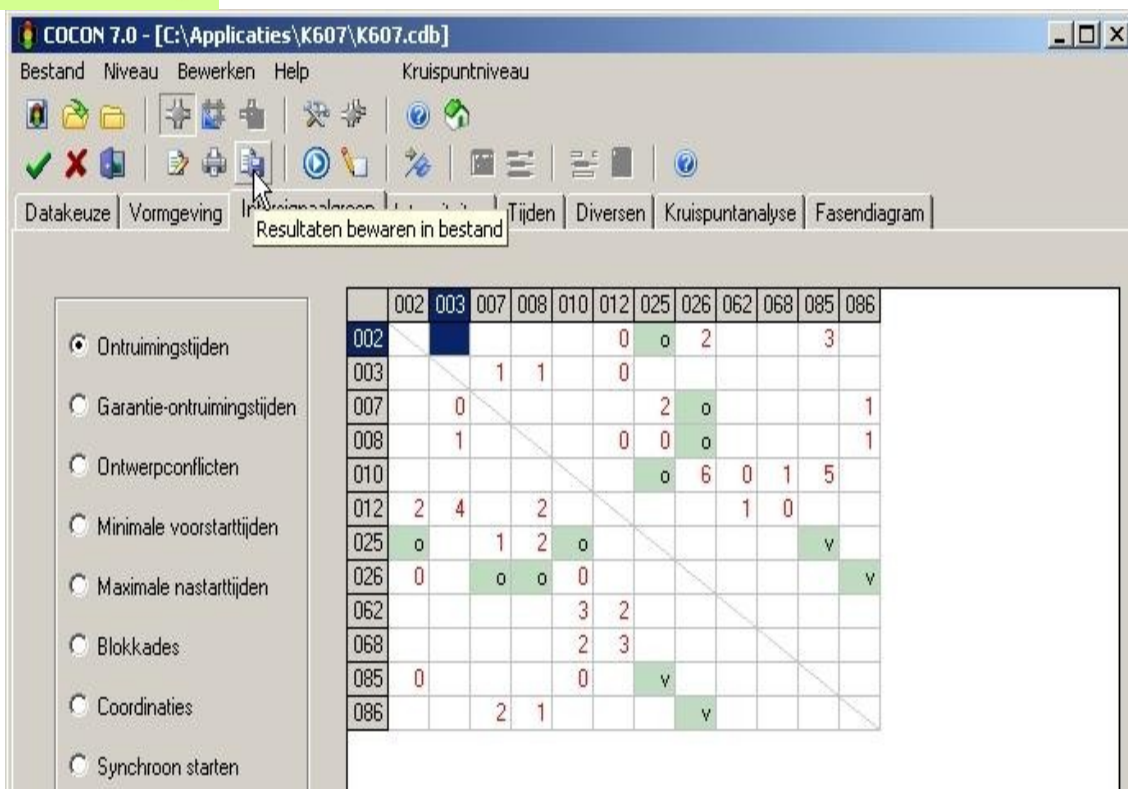 COCON 7.0 - [C:\Applicaties\K607\K607.cdb]
Bestand Niveau Bewerken Help Kruispuntniveau
Datakeuze Vormgeving Tijden Diversen Kruispuntanalyse Fasendiagram
Resultaten bewaren in bestand
002 003 007 008 010 012 025 026 062 068 085 086
Ontruimingstijden
Garantie-ontruimingstijden
Ontwerpconflicten
Minimale voorstarttijden
Maximale nastarttijden
Blokkades
Coordinaties
Synchroon starten
002 0 o 2 3
003 1 1 0
007 0 2 o 1
008 1 0 0 o 1
010 o 6 0 1 5
012 2 4 2 1 0
025 o 1 2 o v
026 0 o o 0 v
062 3 2
068 2 3
085 0 0 v
086 2 1 v